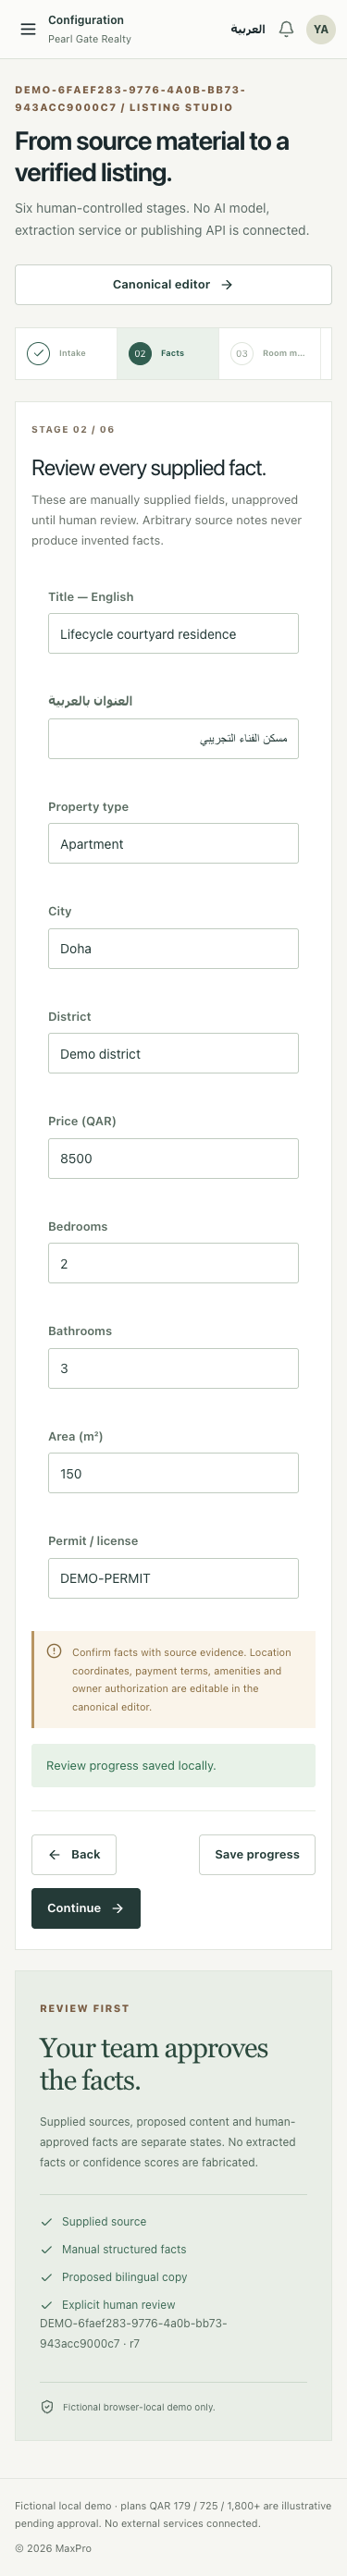 Configuration
Pearl Gate Realty
العربية
YA
DEMO-6FAEF283-9776-4A0B-BB73-
943ACC9000C7 / LISTING STUDIO
From source material to a
verified listing.
Six human-controlled stages. No AI model,
extraction service or publishing API is connected.
Canonical editor
Intake
02 Facts
03 Room m...
STAGE 02 / 06
Review every supplied fact.
These are manually supplied fields, unapproved
until human review. Arbitrary source notes never
produce invented facts.
Title — English
Lifecycle courtyard residence
العنوان بالعربية
مسكن الفناء التجريبي
Property type
Apartment
City
Doha
District
Demo district
Price (QAR)
8500
Bedrooms
2
Bathrooms
3
Area (m²)
150
Permit / license
DEMO-PERMIT
Confirm facts with source evidence. Location
coordinates, payment terms, amenities and
owner authorization are editable in the
canonical editor.
Review progress saved locally.
Back
Save progress
Continue
REVIEW FIRST
Your team approves
the facts.
Supplied sources, proposed content and human-
approved facts are separate states. No extracted
facts or confidence scores are fabricated.
Supplied source
Manual structured facts
Proposed bilingual copy
Explicit human review
DEMO-6faef283-9776-4a0b-bb73-
943acc9000c7 · r7
Fictional browser-local demo only.
Fictional local demo · plans QAR 179 / 725 / 1,800+ are illustrative
pending approval. No external services connected.
© 2026 MaxPro